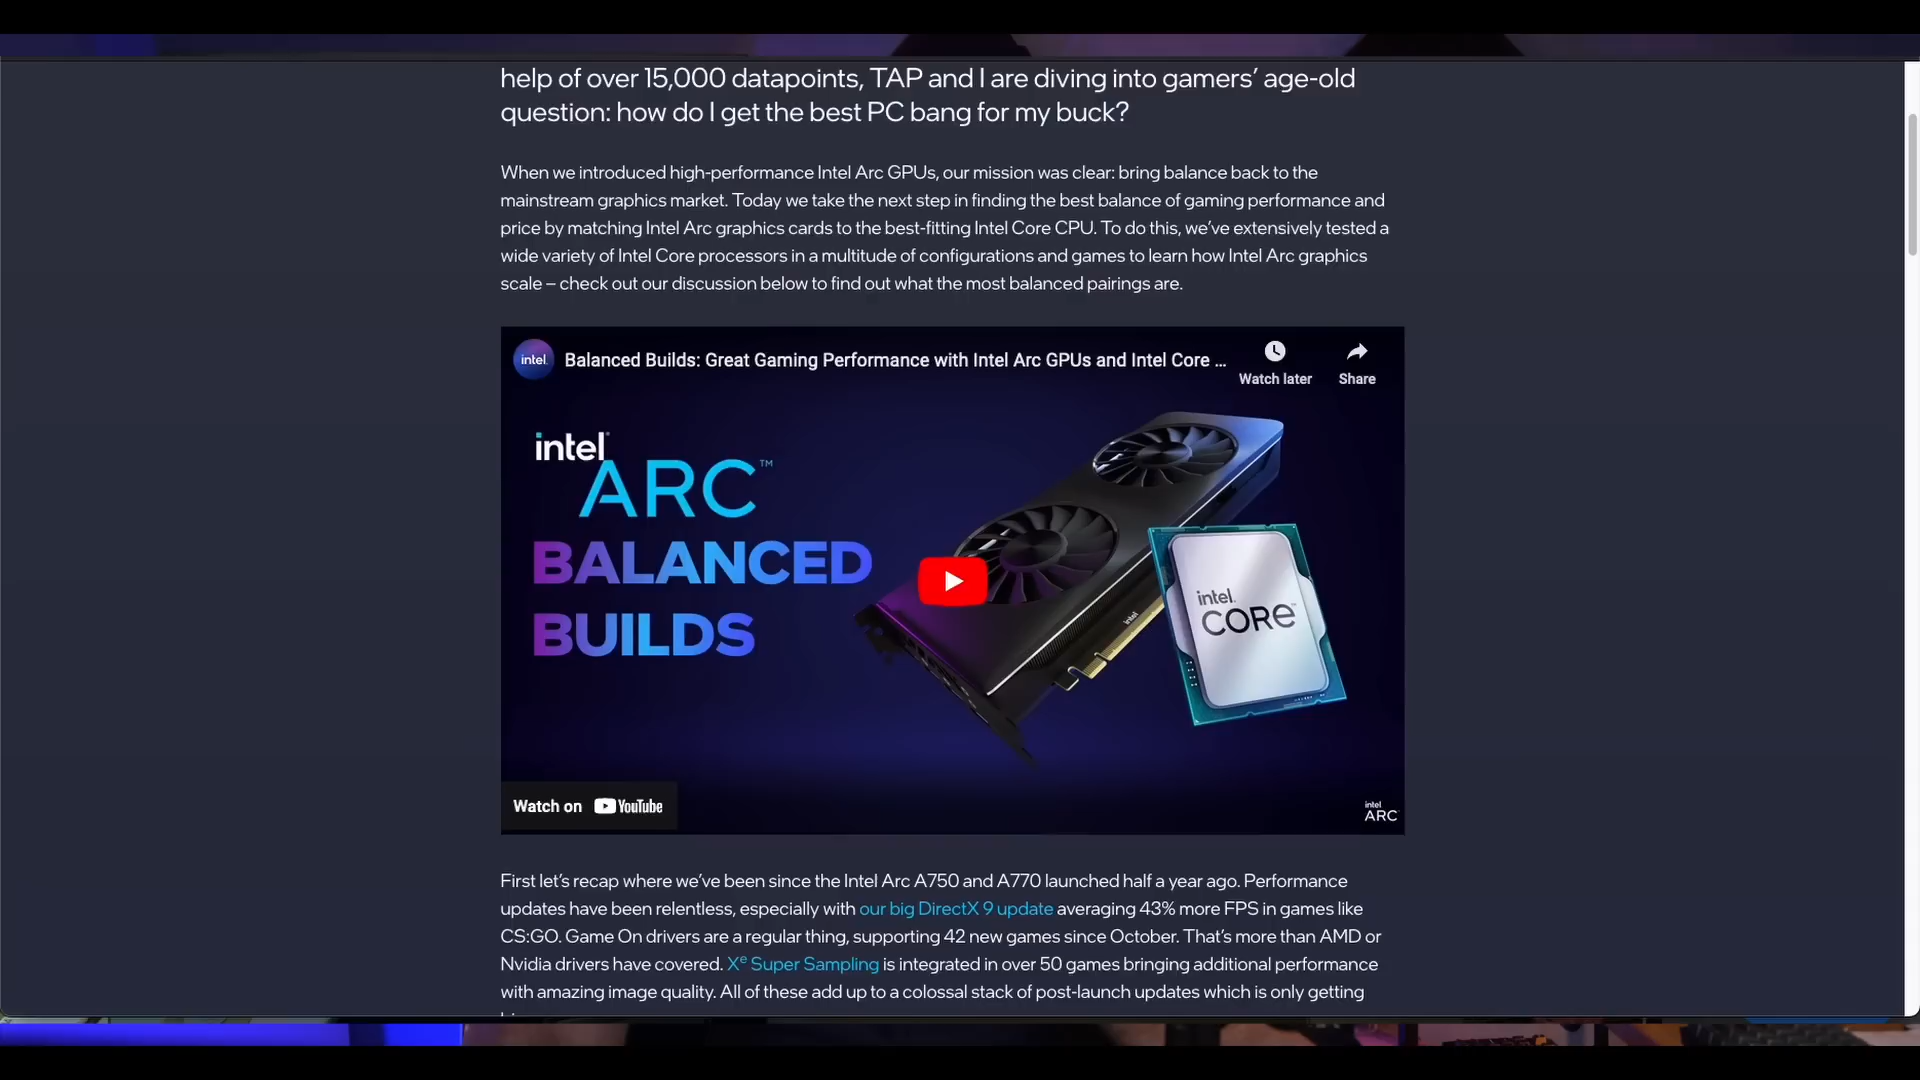 help of over 15,000 datapoints, TAP and I are diving into gamers’ age-old
question: how do I get the best PC bang for my buck?
When we introduced high-performance Intel Arc GPUs, our mission was clear: bring balance back to the
mainstream graphics market. Today we take the next step in finding the best balance of gaming performance and
price by matching Intel Arc graphics cards to the best-fitting Intel Core CPU. To do this, we’ve extensively tested a
wide variety of Intel Core processors in a multitude of configurations and games to learn how Intel Arc graphics
scale – check out our discussion below to find out what the most balanced pairings are.
intel.
Balanced Builds: Great Gaming Performance with Intel Arc GPUs and Intel Core ...
Watch later
Share
intel
ARC™
BALANCED
BUILDS
intel
intel.
CORE™
Watch on YouTube
intel
ARC
First let’s recap where we’ve been since the Intel Arc A750 and A770 launched half a year ago. Performance
updates have been relentless, especially with our big DirectX 9 update averaging 43% more FPS in games like
CS:GO. Game On drivers are a regular thing, supporting 42 new games since October. That’s more than AMD or
Nvidia drivers have covered. Xᵉ Super Sampling is integrated in over 50 games bringing additional performance
with amazing image quality. All of these add up to a colossal stack of post-launch updates which is only getting